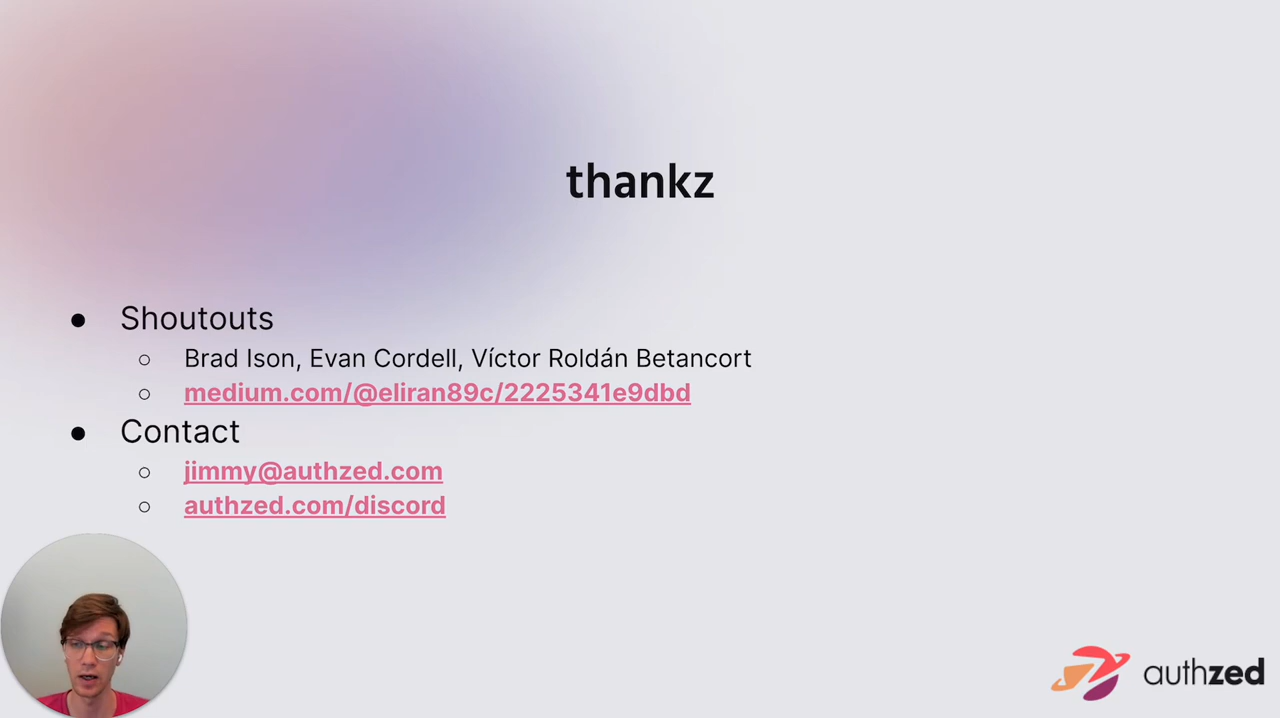 thankz
Shoutouts
Brad Ison, Evan Cordell, Víctor Roldán Betancort
medium.com/@eliran89c/2225341e9dbd
Contact
jimmy@authzed.com
authzed.com/discord
authzed